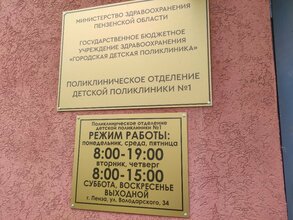 МИНИСТЕРСТВО ЗДРАВООХРАНЕНИЯ
ПЕНЗЕНСКОЙ ОБЛАСТИ
ГОСУДАРСТВЕННОЕ БЮДЖЕТНОЕ
УЧРЕЖДЕНИЕ ЗДРАВООХРАНЕНИЯ
«ГОРОДСКАЯ ДЕТСКАЯ ПОЛИКЛИНИКА»
ПОЛИКЛИНИЧЕСКОЕ ОТДЕЛЕНИЕ
ДЕТСКОЙ ПОЛИКЛИНИКИ №1
Поликлиническое отделение
детской поликлиники №1
РЕЖИМ РАБОТЫ:
понедельник, среда, пятница
8:00-19:00
вторник, четверг
8:00-15:00
СУББОТА, ВОСКРЕСЕНЬЕ
ВЫХОДНОЙ
г. Пенза, ул. Володарского, 34